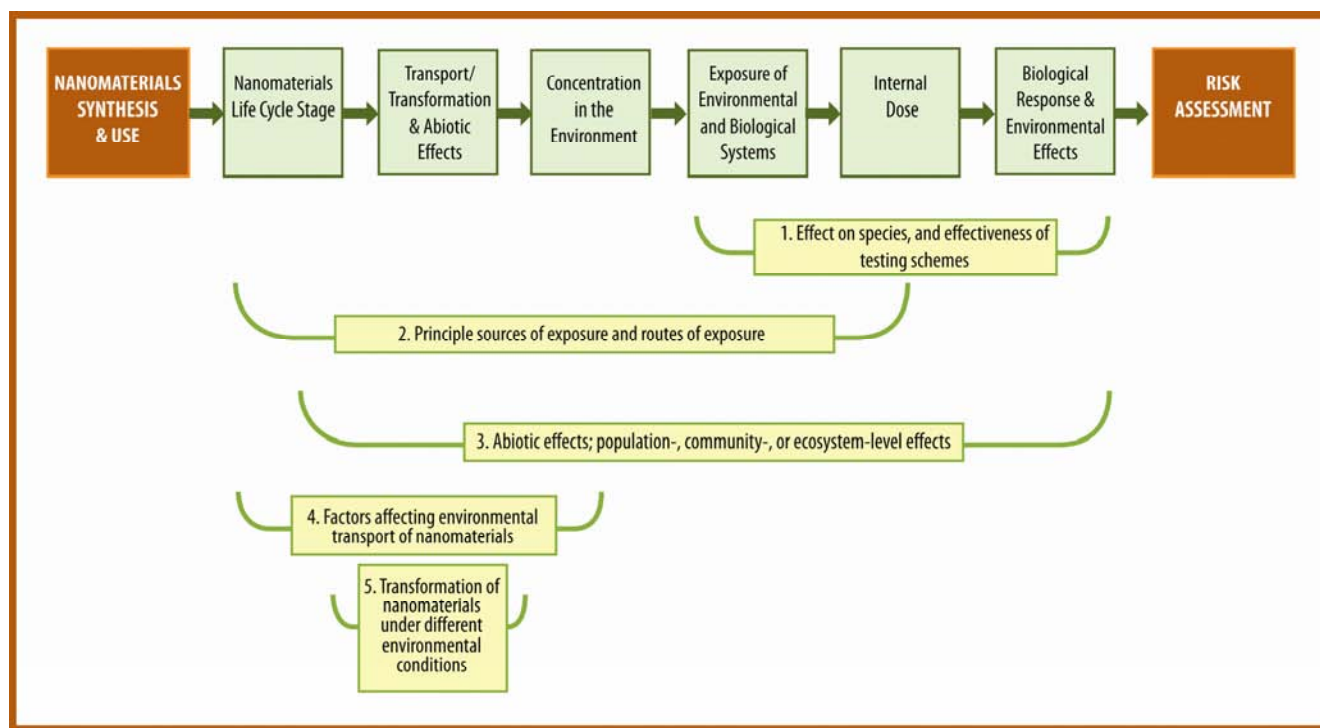 NANOMATERIALS
SYNTHESIS
& USE
Nanomaterials
Life Cycle Stage
Transport/
Transformation
& Abiotic
Effects
Concentration
in the
Environment
Exposure of
Environmental
and Biological
Systems
Internal
Dose
Biological
Response &
Environmental
Effects
RISK
ASSESSMENT
1. Effect on species, and effectiveness of
testing schemes
2. Principle sources of exposure and routes of exposure
3. Abiotic effects; population-, community-, or ecosystem-level effects
4. Factors affecting environmental
transport of nanomaterials
5. Transformation of
nanomaterials
under different
environmental
conditions